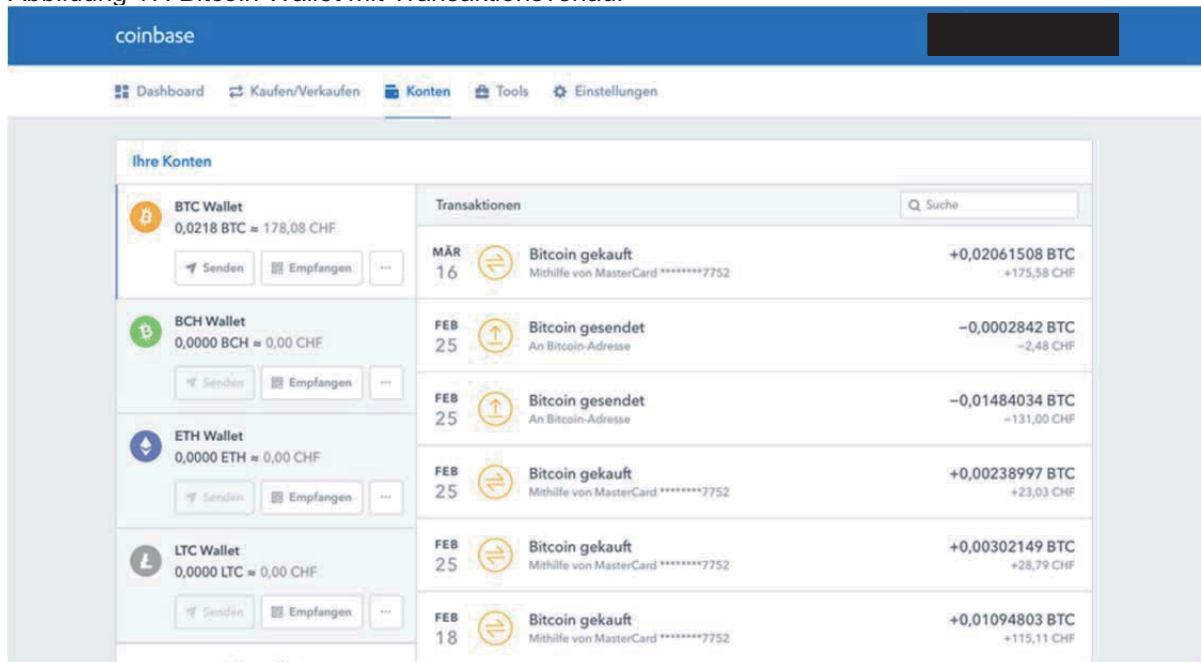 Abbildung 17: Bitcoin-Wallet mit Transaktionsverlauf
coinbase
Dashboard Kaufen/Verkaufen Konten Tools Einstellungen
Ihre Konten
BTC Wallet
0,0218 BTC ≈ 178,08 CHF
Senden Empfangen ...
BCH Wallet
0,0000 BCH ≈ 0,00 CHF
Senden Empfangen ...
ETH Wallet
0,0000 ETH ≈ 0,00 CHF
Senden Empfangen ...
LTC Wallet
0,0000 LTC ≈ 0,00 CHF
Senden Empfangen ...
Transaktionen Suche
MÄR 16 Bitcoin gekauft +0,02061508 BTC
Mithilfe von MasterCard ********7752 +175,58 CHF
FEB 25 Bitcoin gesendet −0,0002842 BTC
An Bitcoin-Adresse −2,48 CHF
FEB 25 Bitcoin gesendet −0,01484034 BTC
An Bitcoin-Adresse −131,00 CHF
FEB 25 Bitcoin gekauft +0,00238997 BTC
Mithilfe von MasterCard ********7752 +23,03 CHF
FEB 25 Bitcoin gekauft +0,00302149 BTC
Mithilfe von MasterCard ********7752 +28,79 CHF
FEB 18 Bitcoin gekauft +0,01094803 BTC
Mithilfe von MasterCard ********7752 +115,11 CHF